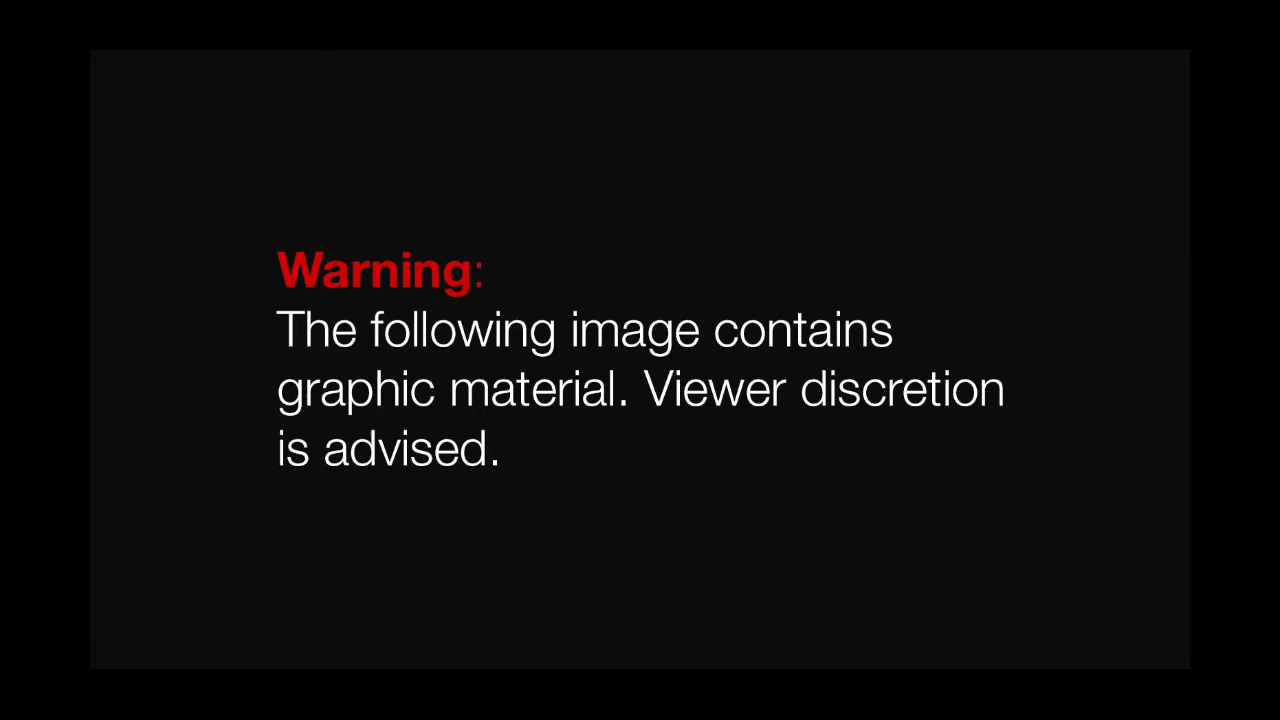 Warning:
The following image contains
graphic material. Viewer discretion
is advised.